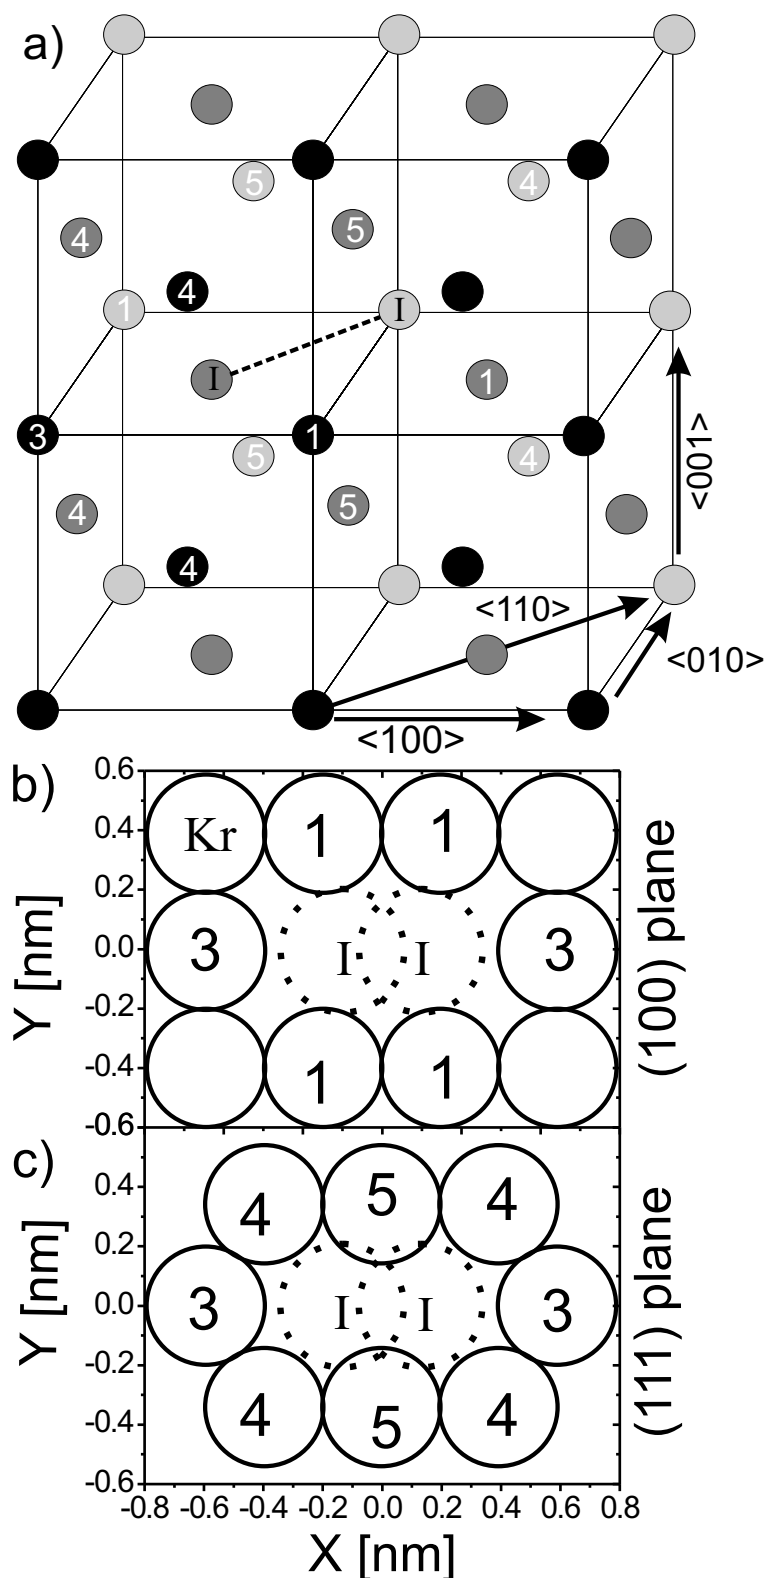 a)
5 4
4 5
4
1 I
I 1
3 1
5 4
4 5
4
<001>
<110>
<010>
<100>
b)
0.6
0.4
0.2
0.0
-0.2
-0.4
-0.6
Y [nm]
Kr 1 1
3 I I 3
1 1
(100) plane
c)
0.4
0.2
0.0
-0.2
-0.4
-0.6
Y [nm]
4 5 4
3 I I 3
4 5 4
(111) plane
-0.8 -0.6 -0.4 -0.2 0.0 0.2 0.4 0.6 0.8
X [nm]